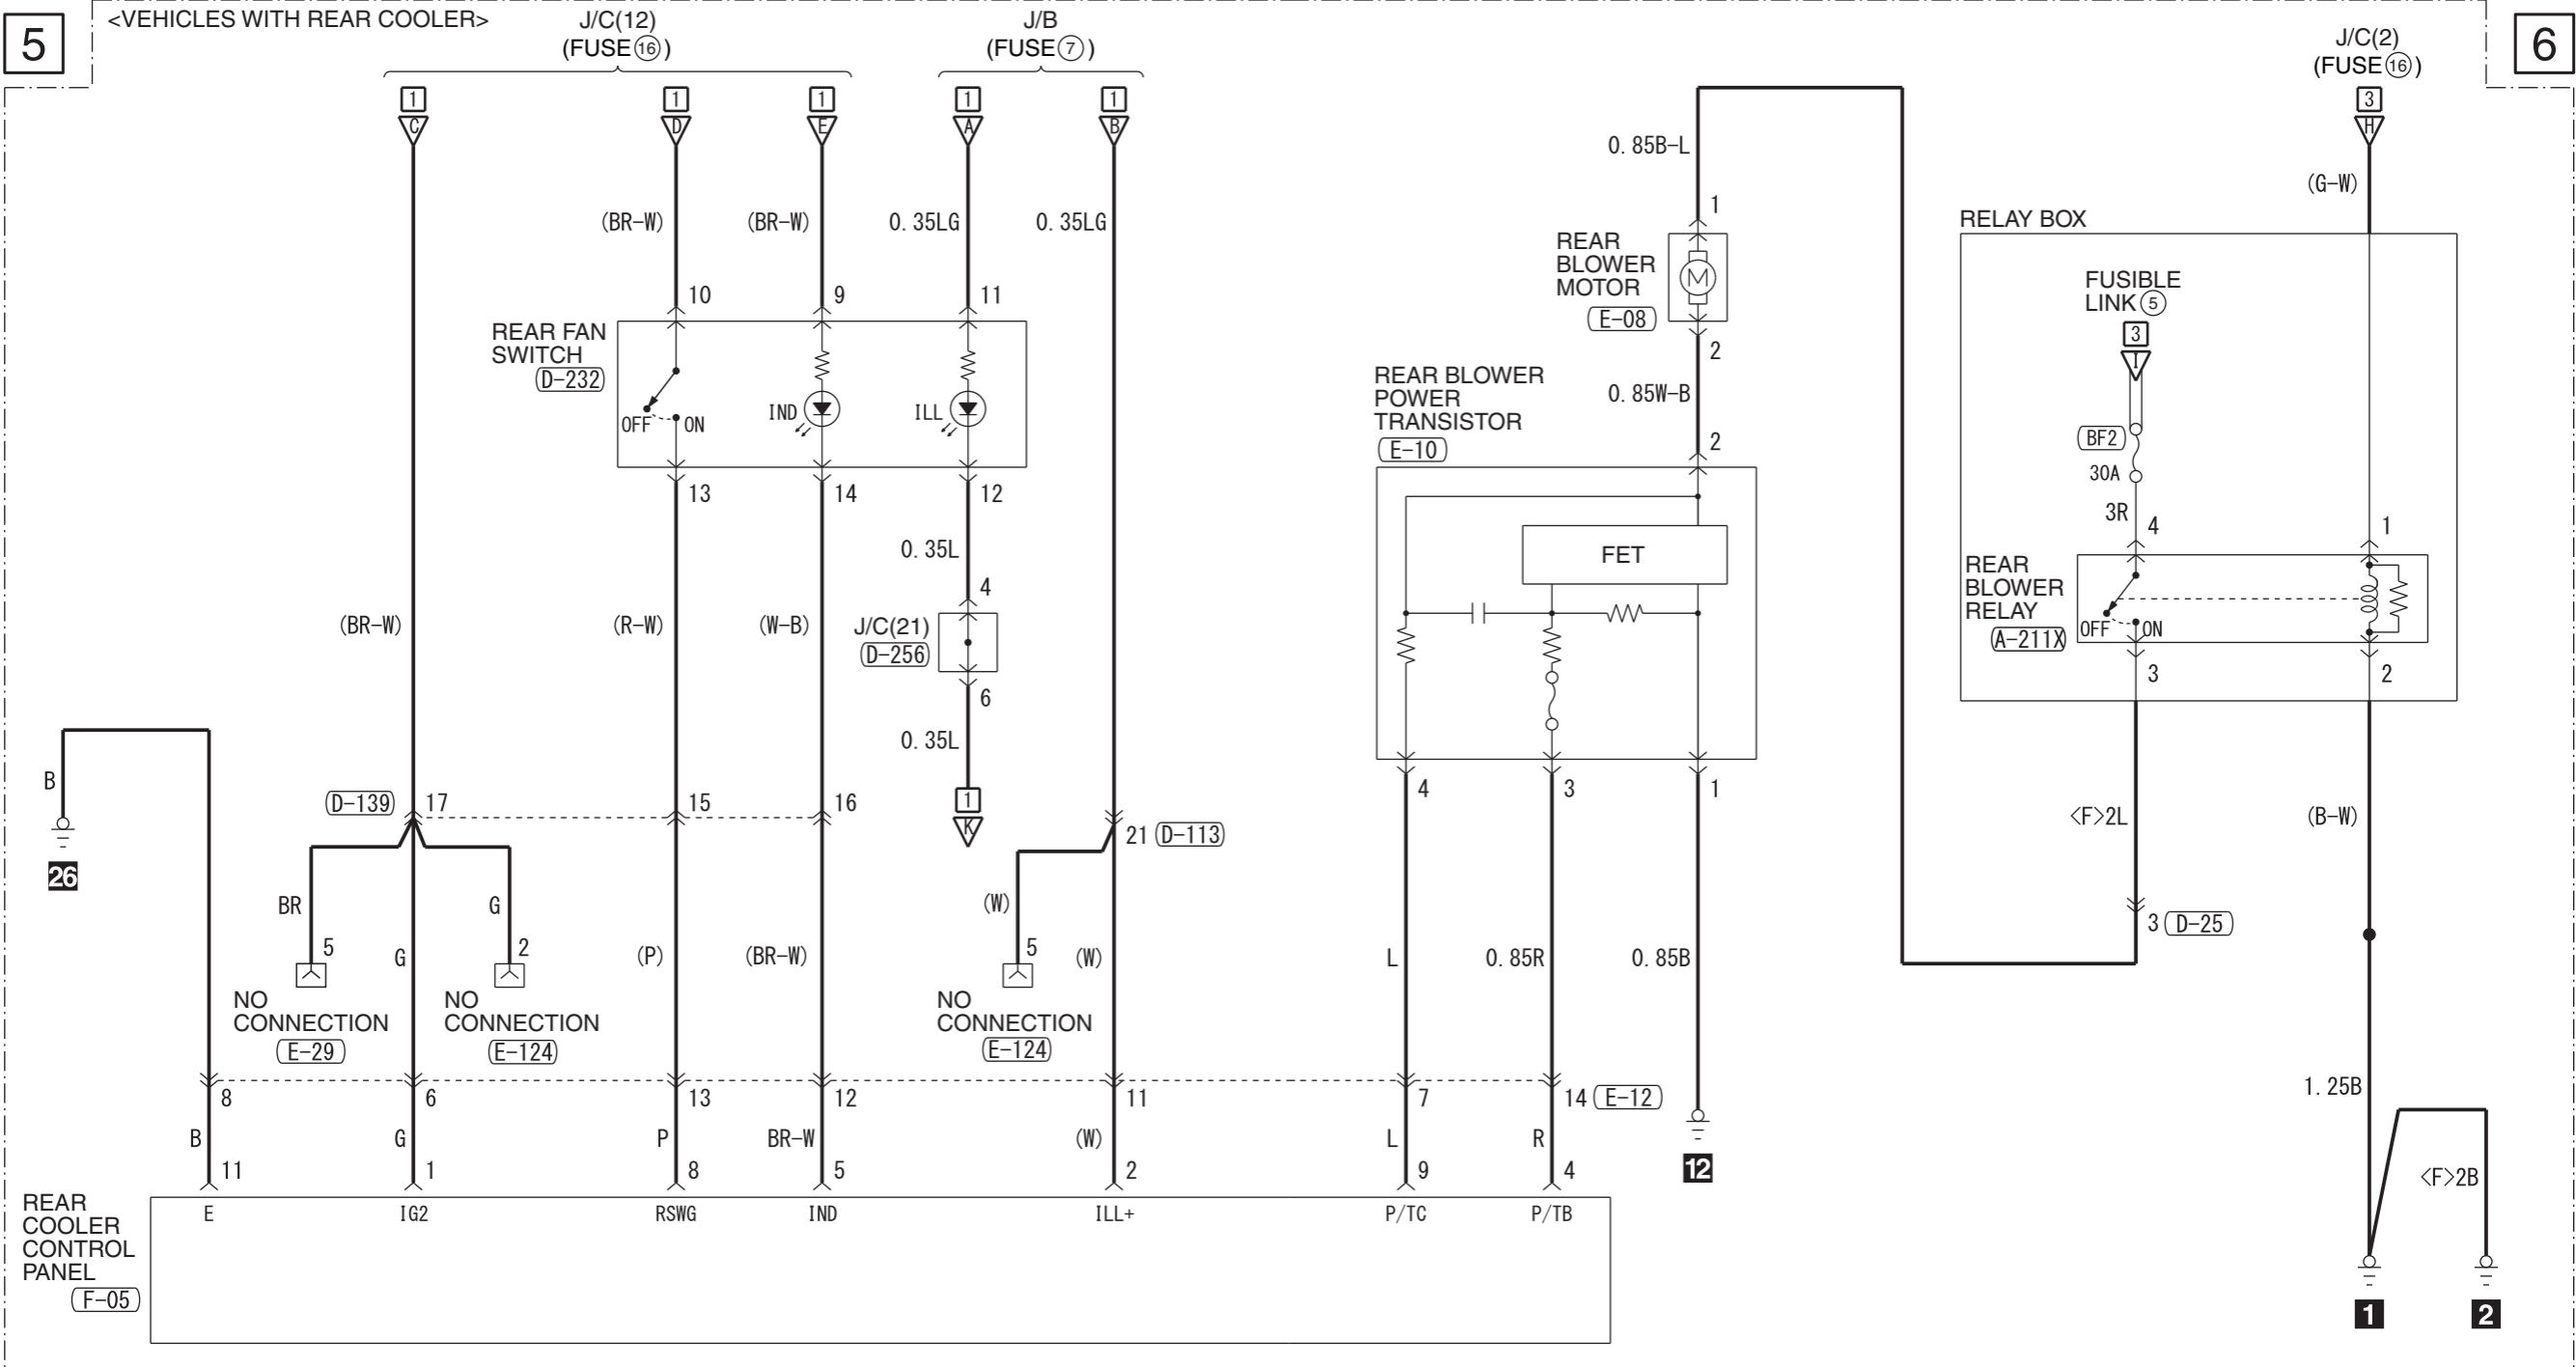 5
<VEHICLES WITH REAR COOLER>
J/C(12)
(FUSE⑯)
J/B
(FUSE⑦)
J/C(2)
(FUSE⑯)
6
1
C
1
D
1
E
1
A
1
B
3
H
(BR-W)
(BR-W)
0.35LG
0.35LG
0.85B-L
(G-W)
10
9
11
1
REAR FAN
SWITCH
D-232
OFF
ON
IND
ILL
13
14
12
REAR
BLOWER
MOTOR
E-08
M
2
0.85W-B
2
REAR BLOWER
POWER
TRANSISTOR
E-10
FET
RELAY BOX
FUSIBLE
LINK⑤
3
I
BF2
30A
3R
4
1
REAR
BLOWER
RELAY
A-211X
OFF
ON
3
2
(BR-W)
(R-W)
(W-B)
0.35L
4
J/C(21)
D-256
6
0.35L
1
K
B
26
D-139
17
15
16
21
D-113
4
3
1
<F>2L
(B-W)
3
D-25
BR
G
G
(P)
(BR-W)
(W)
(W)
L
0.85R
0.85B
5
NO
CONNECTION
E-29
2
NO
CONNECTION
E-124
5
NO
CONNECTION
E-124
8
6
13
12
11
7
14
E-12
B
G
P
BR-W
(W)
L
R
11
1
8
5
2
9
4
12
1.25B
<F>2B
1
2
REAR
COOLER
CONTROL
PANEL
F-05
E
IG2
RSWG
IND
ILL+
P/TC
P/TB